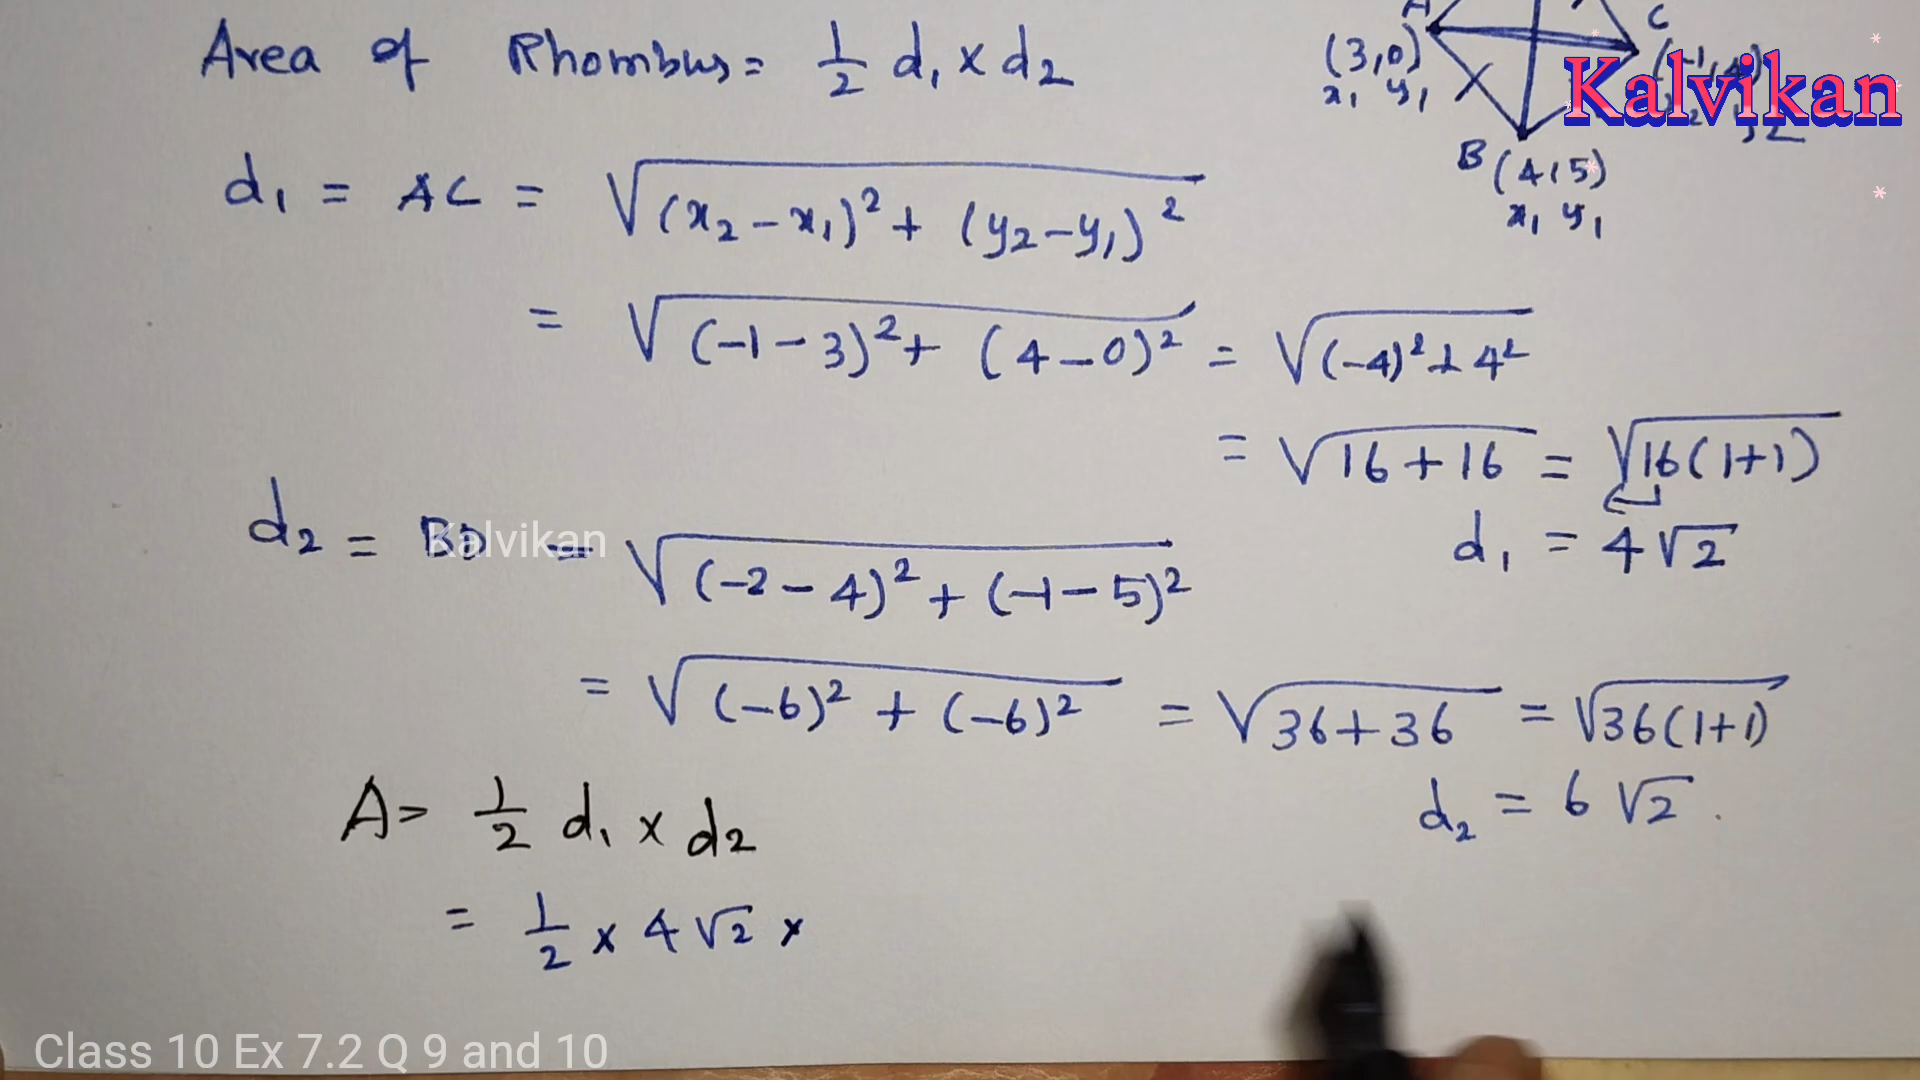 Area of Rhombus = 1/2 d₁ × d₂
A
C
(3,0)
x₁ y₁
(-1,4)
Kalvikan
B (4,5)
x₁ y₁
d₁ = AC = √((x₂-x₁)² + (y₂-y₁)²)
= √((-1-3)² + (4-0)²) = √((-4)² + 4²)
= √(16+16) = √(16(1+1))
d₁ = 4√2
d₂ = BD = √((-2-4)² + (-1-5)²)
Kalvikan
= √((-6)² + (-6)²) = √(36+36) = √(36(1+1))
d₂ = 6√2.
A = 1/2 d₁ × d₂
= 1/2 × 4√2 ×
Class 10 Ex 7.2 Q 9 and 10